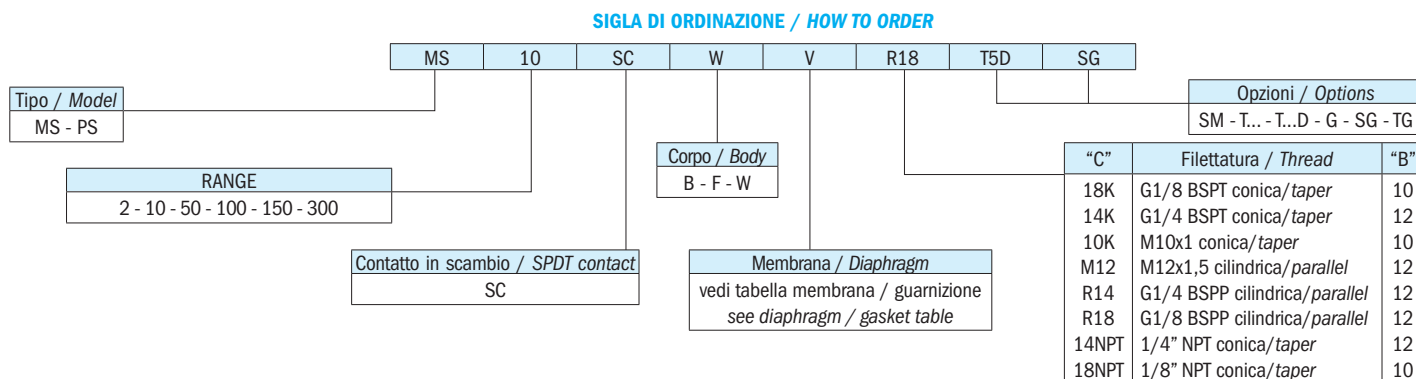 SIGLA DI ORDINAZIONE / HOW TO ORDER
MS 10 SC W V R18 T5D SG
Tipo / Model
MS - PS
Opzioni / Options
SM - T... - T...D - G - SG - TG
RANGE
2 - 10 - 50 - 100 - 150 - 300
Corpo / Body
B - F - W
Contatto in scambio / SPDT contact
SC
Membrana / Diaphragm
vedi tabella membrana / guarnizione
see diaphragm / gasket table
“C” Filettatura / Thread “B”
18K G1/8 BSPT conica/taper 10
14K G1/4 BSPT conica/taper 12
10K M10x1 conica/taper 10
M12 M12x1,5 cilindrica/parallel 12
R14 G1/4 BSPP cilindrica/parallel 12
R18 G1/8 BSPP cilindrica/parallel 12
14NPT 1/4” NPT conica/taper 12
18NPT 1/8” NPT conica/taper 10